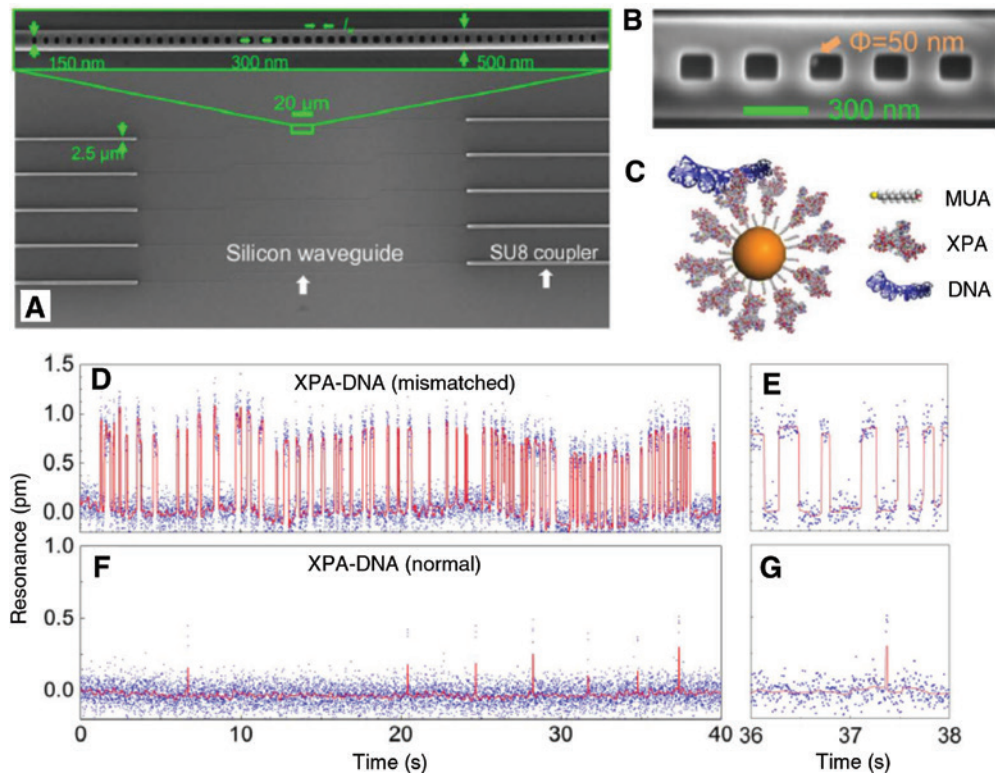 150 nm
300 nm
500 nm
20 µm
2.5 µm
Silicon waveguide
SU8 coupler
A
B
Φ=50 nm
300 nm
C
MUA
XPA
DNA
Resonance (pm)
D
XPA-DNA (mismatched)
1.5
1.0
0.5
0.0
E
F
XPA-DNA (normal)
1.0
0.5
0.0
0
10
20
30
40
Time (s)
G
36
37
38
Time (s)